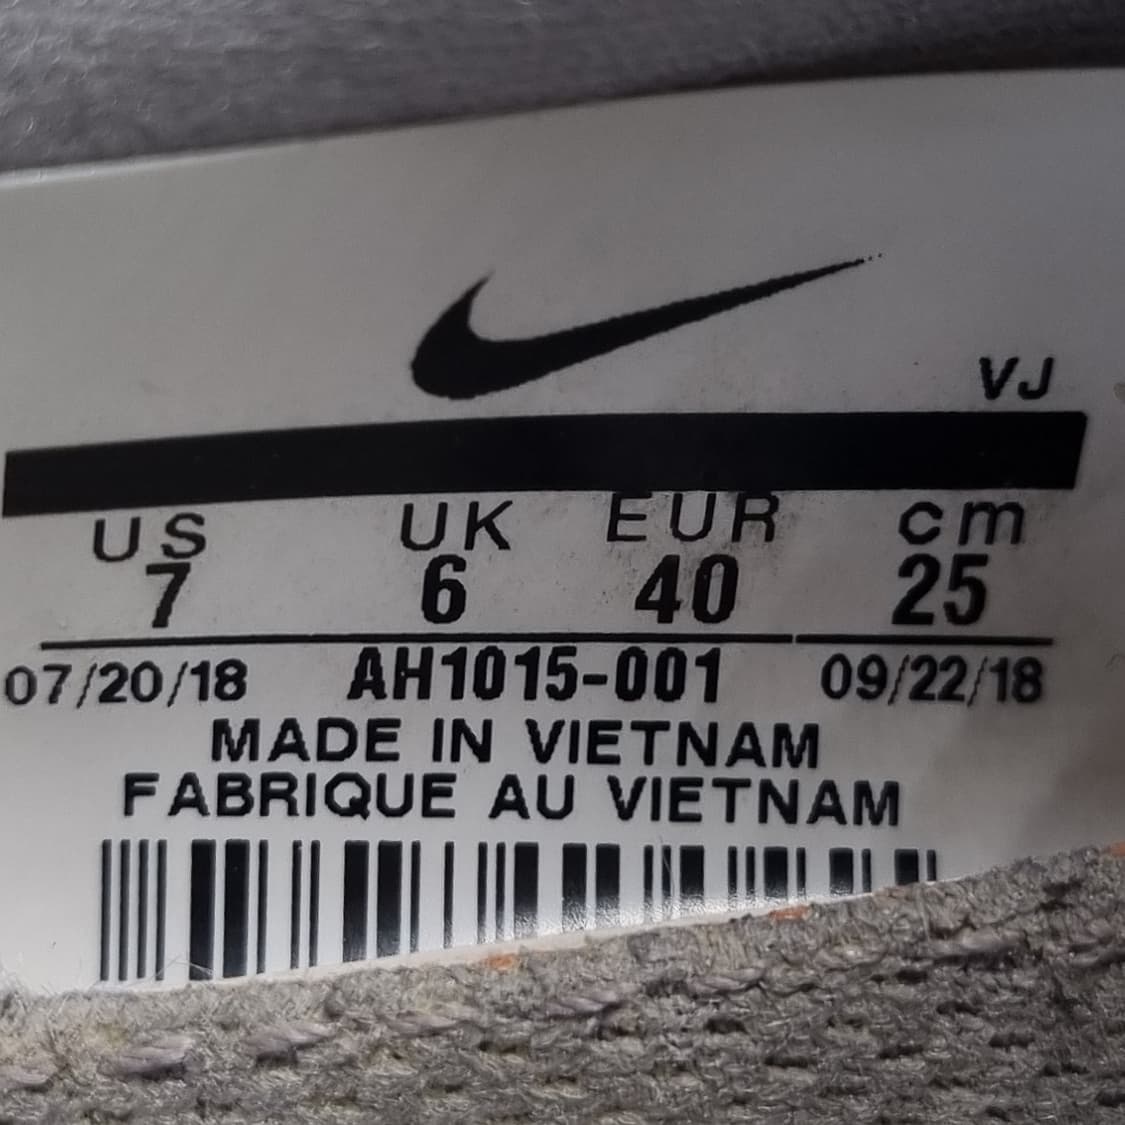 VJ
US UK EUR cm
7 6 40 25
07/20/18 AH1015-001 09/22/18
MADE IN VIETNAM
FABRIQUE AU VIETNAM